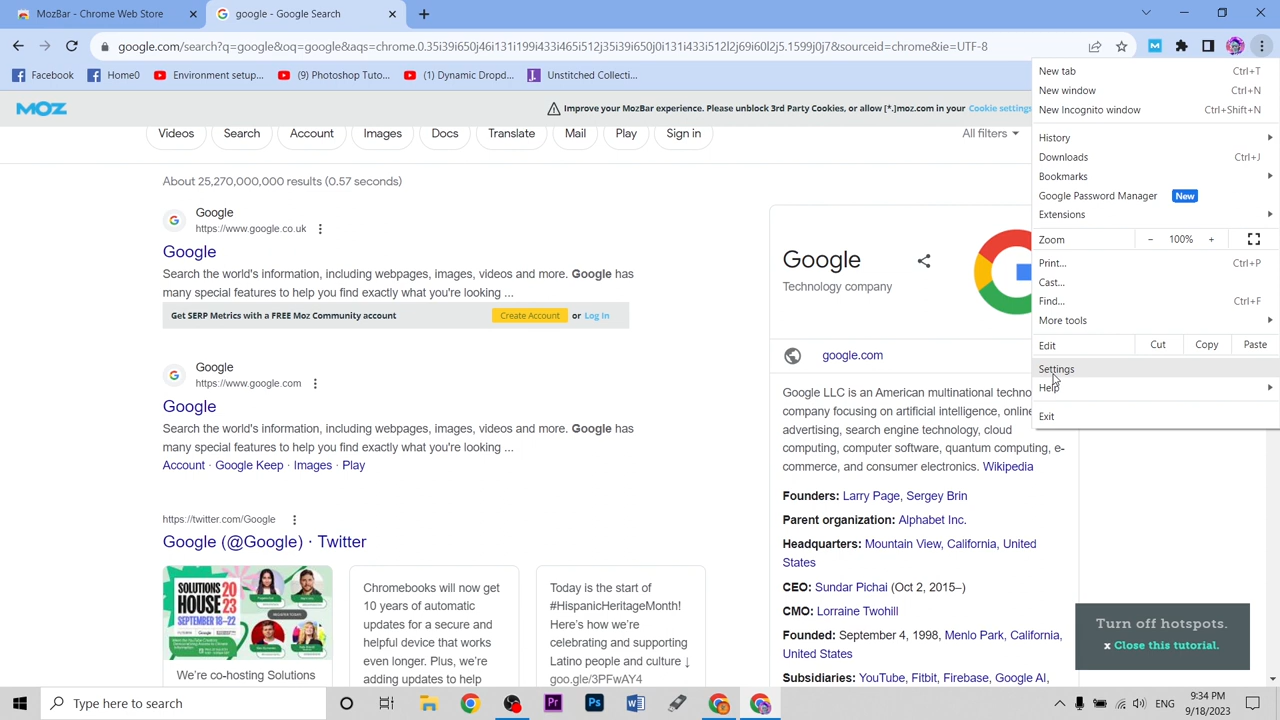 MozBar - Chrome Web Store
google - Google Search
google.com/search?q=google&oq=google&aqs=chrome.0.35i39i650j46i131i199i433i465i512j35i39i650j0i131i433i512l2j69i60l2j5.1599j0j7&sourceid=chrome&ie=UTF-8
Facebook
Home0
Environment setup...
(9) Photoshop Tuto...
(1) Dynamic Dropd...
Unstitched Collecti...
MOZ
Improve your MozBar experience. Please unblock 3rd Party Cookies, or allow [*.]moz.com in your Cookie settings
Videos
Search
Account
Images
Docs
Translate
Mail
Play
Sign in
All filters
About 25,270,000,000 results (0.57 seconds)
Google
https://www.google.co.uk
Google
Search the world's information, including webpages, images, videos and more. Google has
many special features to help you find exactly what you're looking ...
Get SERP Metrics with a FREE Moz Community account
Create Account or Log In
Google
https://www.google.com
Google
Search the world's information, including webpages, images, videos and more. Google has
many special features to help you find exactly what you're looking ...
Account · Google Keep · Images · Play
https://twitter.com/Google
Google (@Google) · Twitter
SOLUTIONS
HOUSE 2023
SEPTEMBER 18–22
We're co-hosting Solutions
Chromebooks will now get
10 years of automatic
updates for a secure and
helpful device that works
even longer. Plus, we're
adding updates to help
Today is the start of
#HispanicHeritageMonth!
Here's how we're
celebrating and supporting
Latino people and culture ↓
goo.gle/3PFwAY4
Google
Technology company
google.com
Google LLC is an American multinational techno
company focusing on artificial intelligence, online
advertising, search engine technology, cloud
computing, computer software, quantum computing, e-
commerce, and consumer electronics. Wikipedia
Founders: Larry Page, Sergey Brin
Parent organization: Alphabet Inc.
Headquarters: Mountain View, California, United
States
CEO: Sundar Pichai (Oct 2, 2015–)
CMO: Lorraine Twohill
Founded: September 4, 1998, Menlo Park, California,
United States
Subsidiaries: YouTube, Fitbit, Firebase, Google AI,
New tab Ctrl+T
New window Ctrl+N
New Incognito window Ctrl+Shift+N
History
Downloads Ctrl+J
Bookmarks
Google Password Manager New
Extensions
Zoom − 100% +
Print... Ctrl+P
Cast...
Find... Ctrl+F
More tools
Edit Cut Copy Paste
Settings
Help
Exit
Turn off hotspots.
x Close this tutorial.
Type here to search
ENG
9:34 PM
9/18/2023